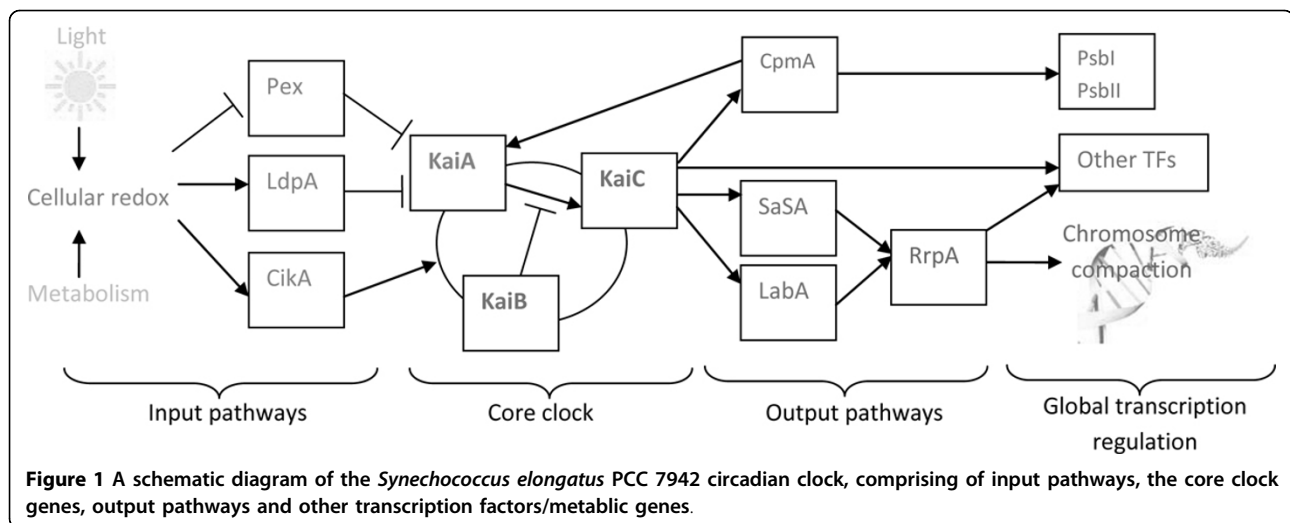 Light
Pex
CpmA
PsbI
PsbII
KaiA
KaiC
Other TFs
Cellular redox
LdpA
SaSA
RrpA
Chromosome
compaction
Metabolism
CikA
KaiB
LabA
Input pathways
Core clock
Output pathways
Global transcription
regulation
Figure 1 A schematic diagram of the Synechococcus elongatus PCC 7942 circadian clock, comprising of input pathways, the core clock
genes, output pathways and other transcription factors/metablic genes.